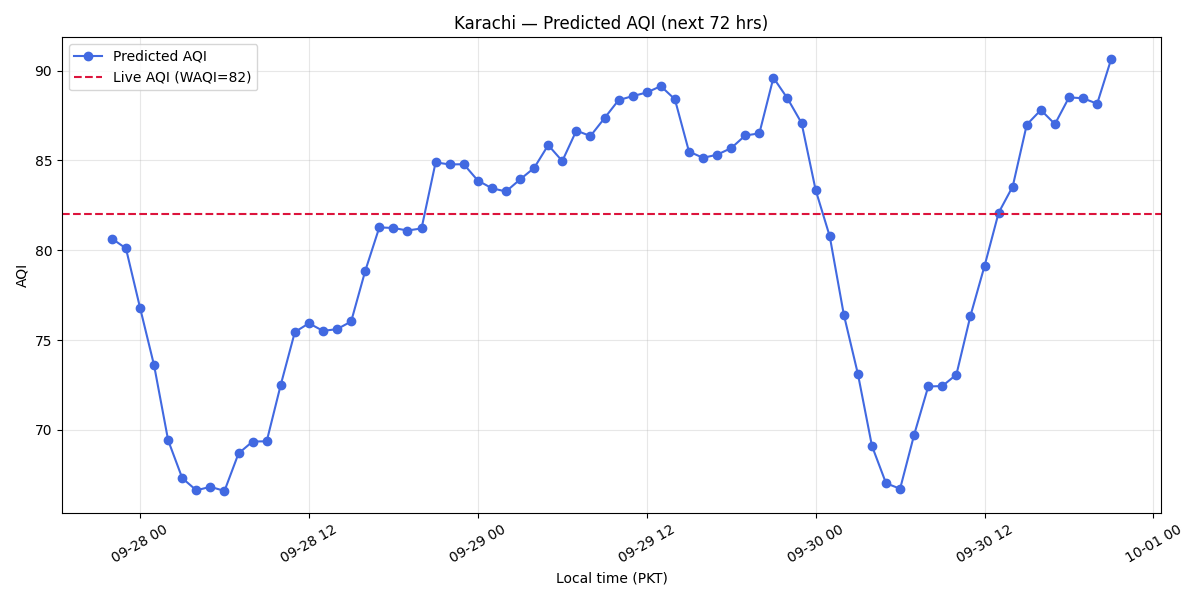 Karachi — Predicted AQI (next 72 hrs)
Predicted AQI
Live AQI (WAQI=82)
90
85
80
75
70
AQI
09-28 00
09-28 12
09-29 00
09-29 12
09-30 00
09-30 12
10-01 00
Local time (PKT)